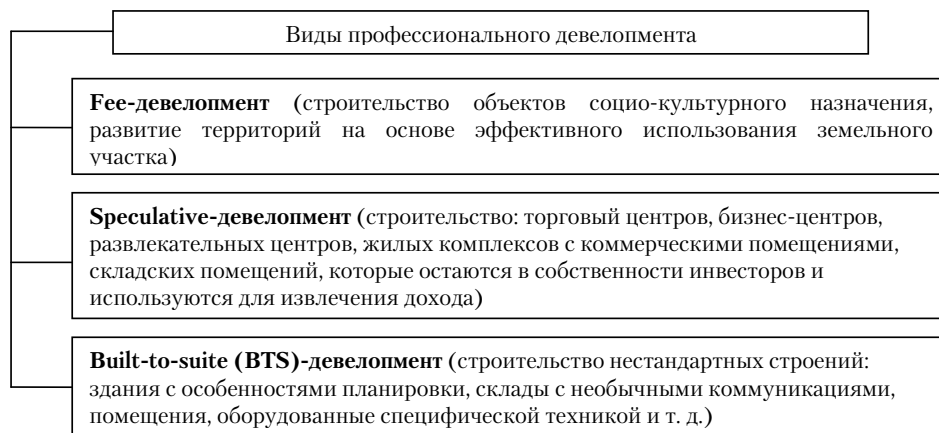 Виды профессионального девелопмента
Fee-девелопмент (строительство объектов социо-культурного назначения,
развитие территорий на основе эффективного использования земельного
участка)
Speculative-девелопмент (строительство: торговый центров, бизнес-центров,
развлекательных центров, жилых комплексов с коммерческими помещениями,
складских помещений, которые остаются в собственности инвесторов и
используются для извлечения дохода)
Built-to-suite (BTS)-девелопмент (строительство нестандартных строений:
здания с особенностями планировки, склады с необычными коммуникациями,
помещения, оборудованные специфической техникой и т. д.)